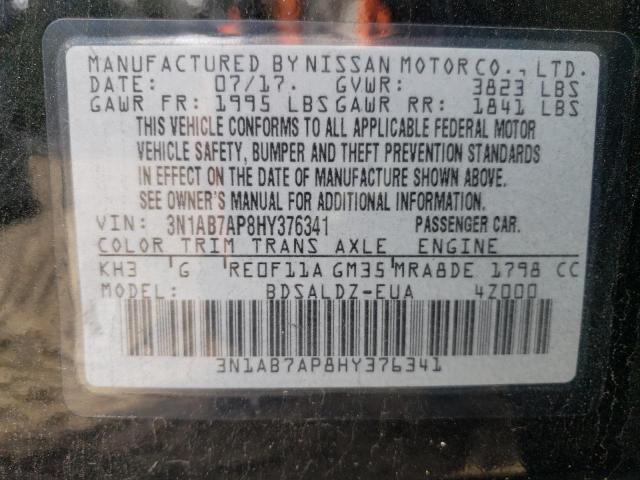 MANUFACTURED BY NISSAN MOTOR CO., LTD.
DATE: 07/17. GVWR: 3823 LBS
GAWR FR: 1995 LBS GAWR RR: 1841 LBS
THIS VEHICLE CONFORMS TO ALL APPLICABLE FEDERAL MOTOR
VEHICLE SAFETY, BUMPER AND THEFT PREVENTION STANDARDS
IN EFFECT ON THE DATE OF MANUFACTURE SHOWN ABOVE.
SEE OWNER'S MANUAL FOR ADDITIONAL INFORMATION.
VIN: 3N1AB7AP8HY376341 PASSENGER CAR.
COLOR TRIM TRANS AXLE ENGINE
KH3 G RE0F11A GM35 MRA8DE 1798 CC
MODEL: BDSALDZ-EUA 4Z000
3N1AB7AP8HY376341